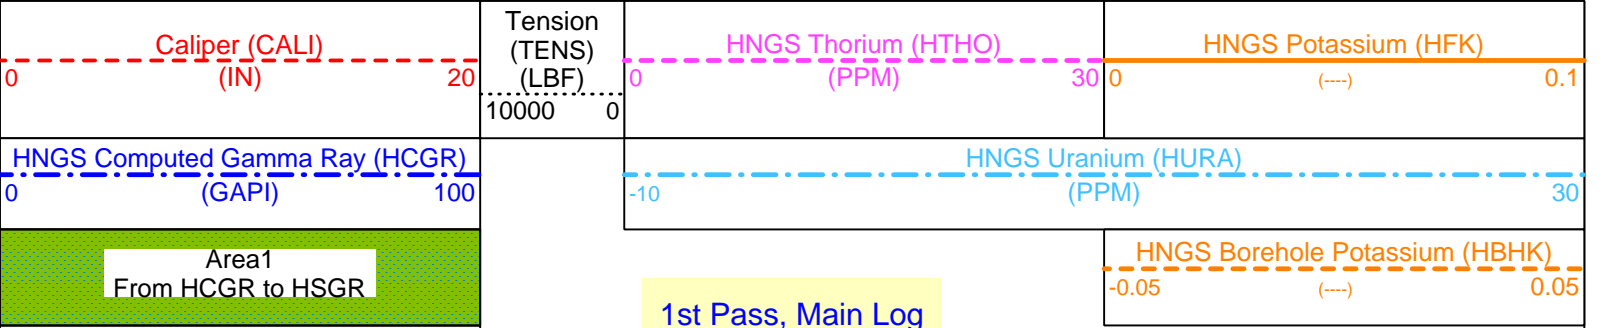 Caliper (CALI)
0 (IN) 20
Tension
(TENS)
(LBF)
10000 0
HNGS Thorium (HTHO)
0 (PPM) 30
HNGS Potassium (HFK)
0 (----) 0.1
HNGS Computed Gamma Ray (HCGR)
0 (GAPI) 100
HNGS Uranium (HURA)
-10 (PPM) 30
Area1
From HCGR to HSGR
HNGS Borehole Potassium (HBHK)
-0.05 (----) 0.05
1st Pass, Main Log